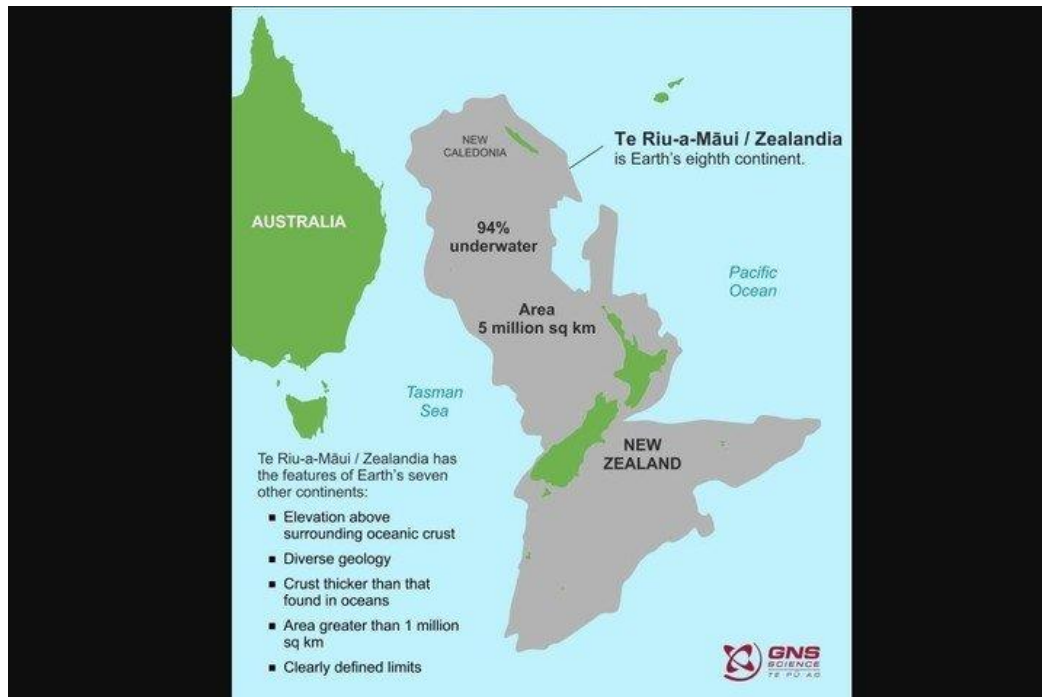 NEW
CALEDONIA
Te Riu-a-Māui / Zealandia
is Earth's eighth continent.
AUSTRALIA
94%
underwater
Pacific
Ocean
Area
5 million sq km
Tasman
Sea
NEW
ZEALAND
Te Riu-a-Māui / Zealandia has
the features of Earth's seven
other continents:
■ Elevation above
surrounding oceanic crust
■ Diverse geology
■ Crust thicker than that
found in oceans
■ Area greater than 1 million
sq km
■ Clearly defined limits
GNS
SCIENCE
TE PŪ AO